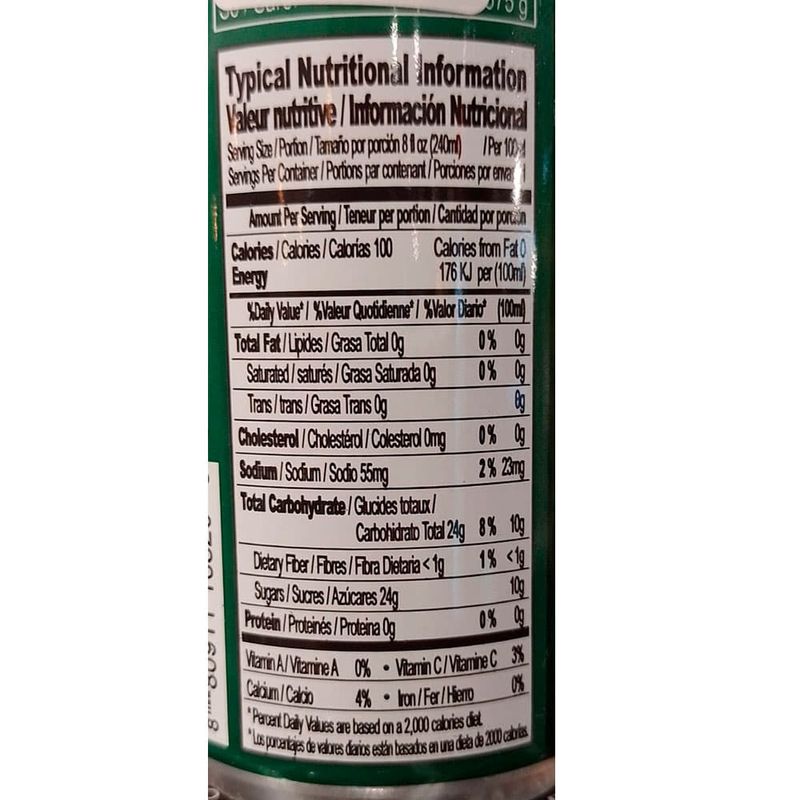 575 g
Typical Nutritional Information
Valeur nutritive / Información Nutricional
Serving Size / Portion / Tamaño por porción 8 fl oz (240ml) / Per
Servings Per Container / Portions par contenant / Porciones por
Amount Per Serving / Teneur per portion / Cantidad por porción
Calories / Calories / Calorías 100 Calories from Fat 0
Energy 176 KJ per (100ml)
%Daily Value* / %Valeur Quotidienne* / %Valor Diario* (100ml)
Total Fat / Lipides / Grasa Total 0g 0% 0g
Saturated / saturés / Grasa Saturada 0g 0% 0g
Trans / trans / Grasa Trans 0g
Cholesterol / Cholestérol / Colesterol 0mg 0% 0g
Sodium / Sodium / Sodio 55mg 2% 23mg
Total Carbohydrate / Glucides totaux /
Carbohidrato Total 24g 8% 10g
Dietary Fiber / Fibres / Fibra Dietaria < 1g 1% <1g
Sugars / Sucres / Azúcares 24g 10g
Protein / Proteinés / Proteina 0g 0% 0g
Vitamin A / Vitamine A 0% • Vitamin C / Vitamine C 3%
Calcium / Calcio 4% • Iron / Fer / Hierro 0%
*Percent Daily Values are based on a 2,000 calories diet.
*Los porcentajes de valores diarios están basados en una dieta de 2000 calorías.